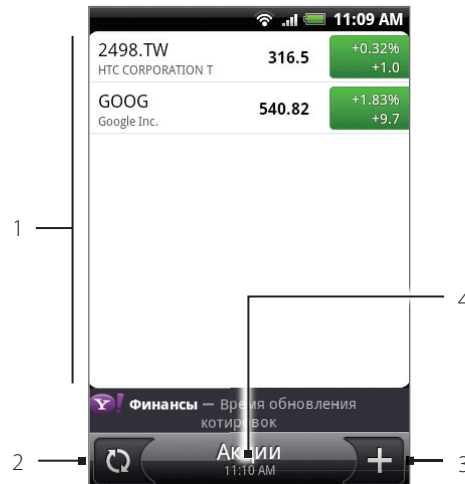 11:09 AM
2498.TW
HTC CORPORATION T
316.5
+0.32%
+1.0
GOOG
Google Inc.
540.82
+1.83%
+9.7
1
4
Y! Финансы — Время обновления
котировок
2
Акции
11:10 AM
3